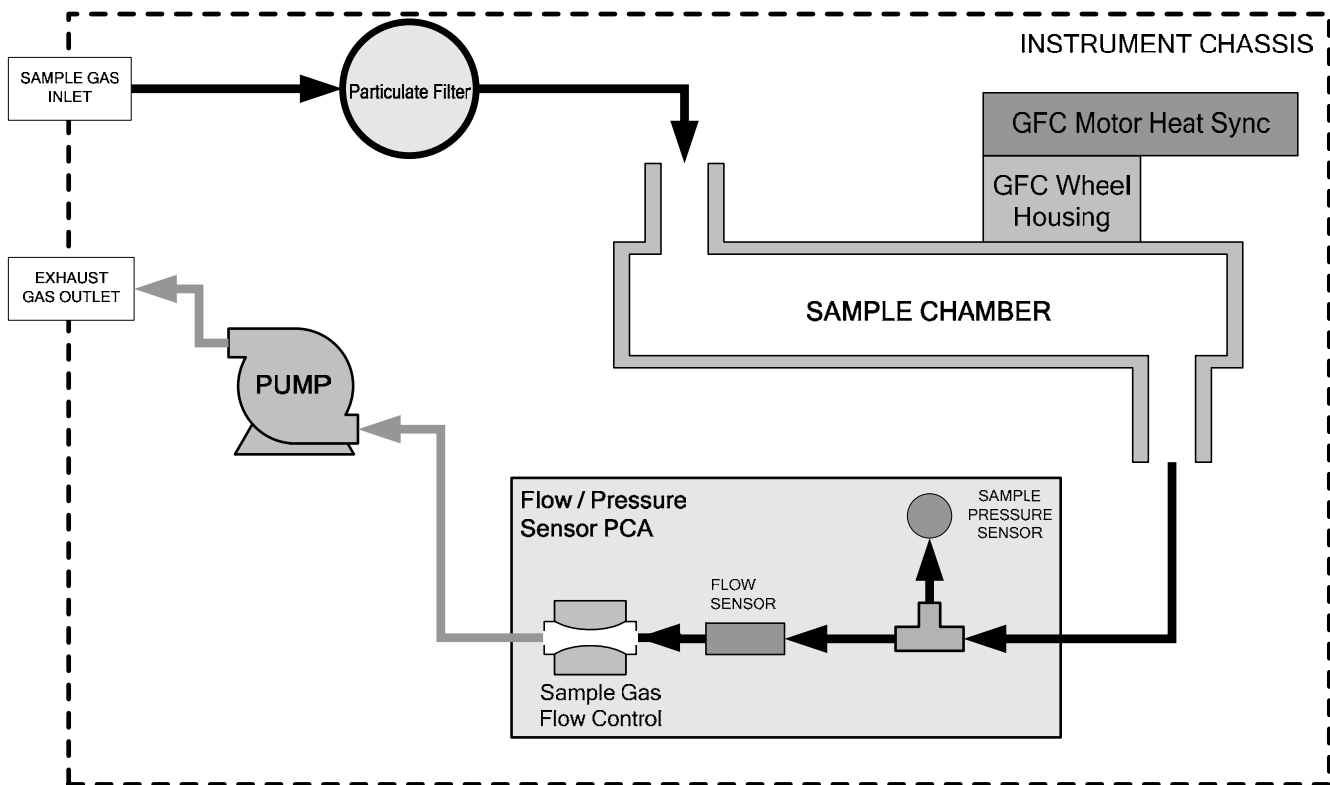 INSTRUMENT CHASSIS
SAMPLE GAS
INLET
Particulate Filter
GFC Motor Heat Sync
GFC Wheel
Housing
EXHAUST
GAS OUTLET
SAMPLE CHAMBER
PUMP
Flow / Pressure
Sensor PCA
SAMPLE
PRESSURE
SENSOR
FLOW
SENSOR
Sample Gas
Flow Control